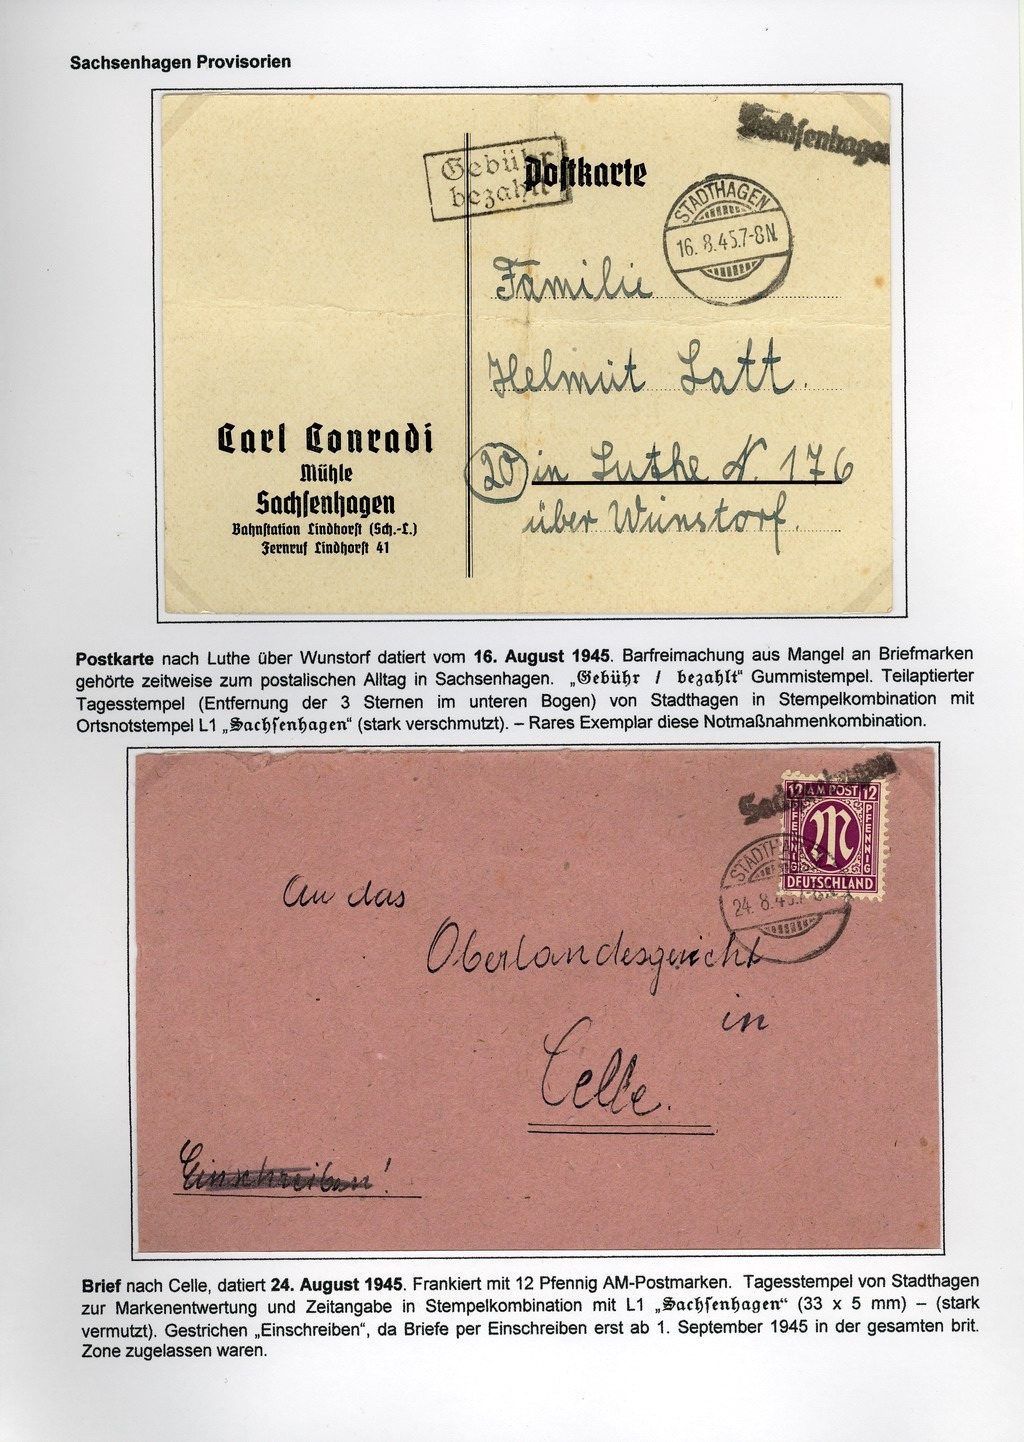 Sachsenhagen Provisorien
Sachsenhagen
Gebühr
bezahlt
Postkarte
STADTHAGEN
16. 8.45.7-8N.
Familie
Helmut Latt.
20 in Luthe N. 176
über Wunstorf.
Carl Conradi
Mühle
Sachsenhagen
Bahnstation Lindhorst (Sch.-L.)
Fernruf Lindhorst 41
Postkarte nach Luthe über Wunstorf datiert vom 16. August 1945. Barfreimachung aus Mangel an Briefmarken
gehörte zeitweise zum postalischen Alltag in Sachsenhagen. „Gebühr / bezahlt“ Gummistempel. Teilaptierter
Tagesstempel (Entfernung der 3 Sternen im unteren Bogen) von Stadthagen in Stempelkombination mit
Ortsnotstempel L1 „Sachsenhagen“ (stark verschmutzt). – Rares Exemplar diese Notmaßnahmenkombination.
Sachsenhagen
12 AM POST 12
PFENNIG
PFENNIG
DEUTSCHLAND
24. 8.45.
An das
Oberlandesgericht
in
Celle.
Einschreiben!
Brief nach Celle, datiert 24. August 1945. Frankiert mit 12 Pfennig AM-Postmarken. Tagesstempel von Stadthagen
zur Markenentwertung und Zeitangabe in Stempelkombination mit L1 „Sachsenhagen“ (33 x 5 mm) – (stark
vermutzt). Gestrichen „Einschreiben“, da Briefe per Einschreiben erst ab 1. September 1945 in der gesamten brit.
Zone zugelassen waren.